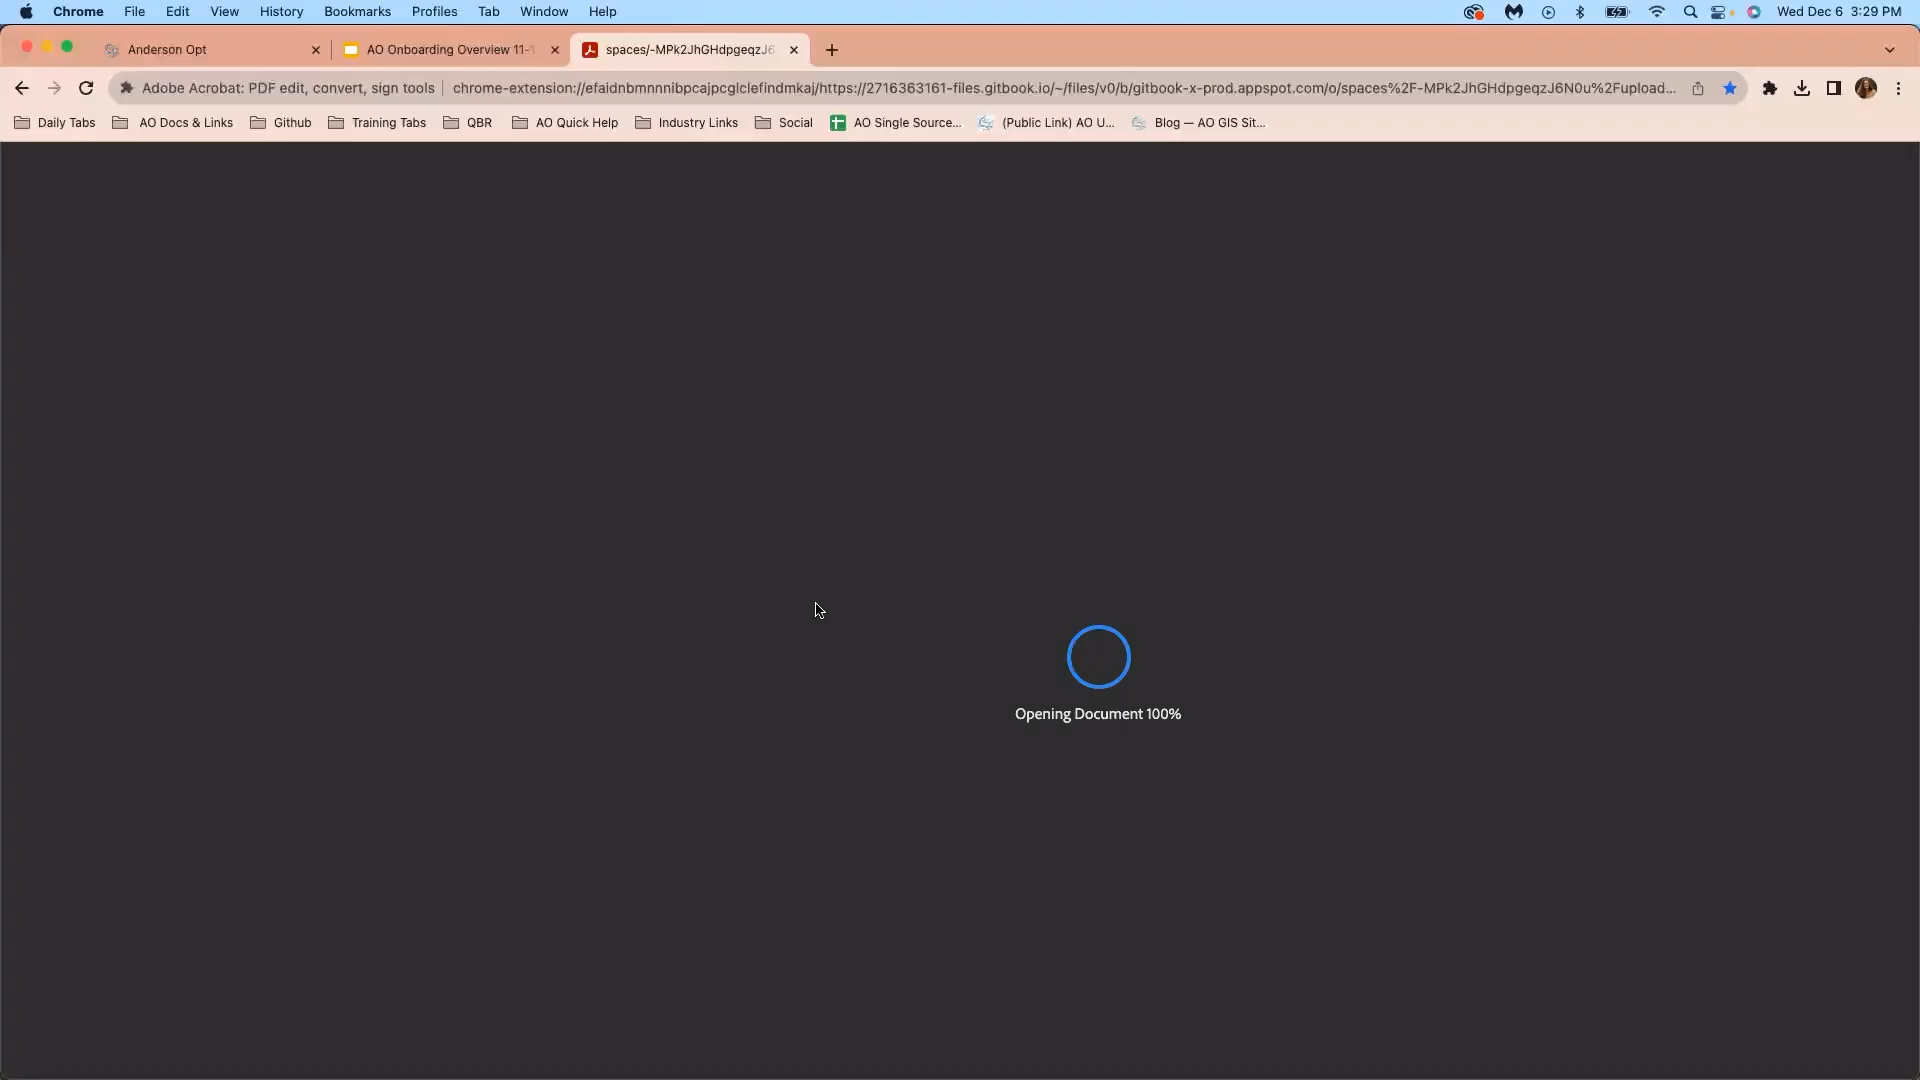 Chrome File Edit View History Bookmarks Profiles Tab Window Help Wed Dec 6 3:29 PM
Anderson Opt AO Onboarding Overview 11-1 spaces/-MPk2JhGHdpgeqzJ6
Adobe Acrobat: PDF edit, convert, sign tools chrome-extension://efaidnbmnnnibpcajpcglclefindmkaj/https://2716363161-files.gitbook.io/~/files/v0/b/gitbook-x-prod.appspot.com/o/spaces%2F-MPk2JhGHdpgeqzJ6N0u%2Fupload...
Daily Tabs AO Docs & Links Github Training Tabs QBR AO Quick Help Industry Links Social AO Single Source... (Public Link) AO U... Blog — AO GIS Sit...
Opening Document 100%